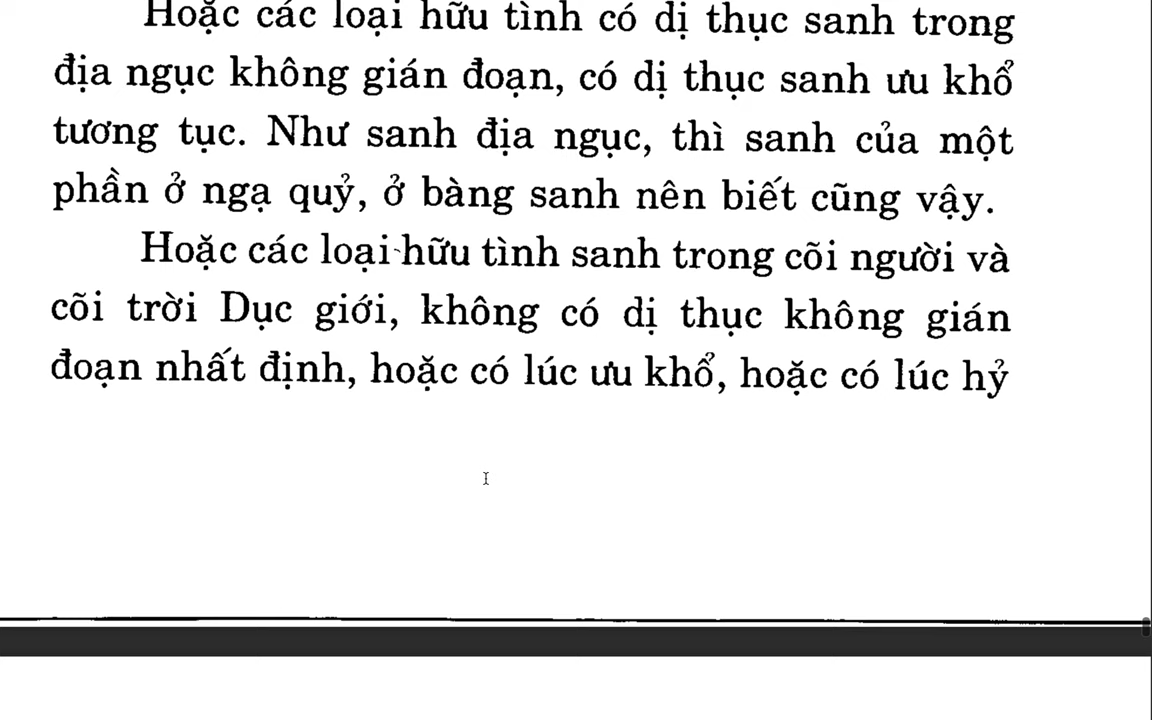 Hoặc các loại hữu tình có dị thục sanh trong
địa ngục không gián đoạn, có dị thục sanh ưu khổ
tương tục. Như sanh địa ngục, thì sanh của một
phần ở ngạ quỷ, ở bàng sanh nên biết cũng vậy.
Hoặc các loại hữu tình sanh trong cõi người và
cõi trời Dục giới, không có dị thục không gián
đoạn nhất định, hoặc có lúc ưu khổ, hoặc có lúc hỷ